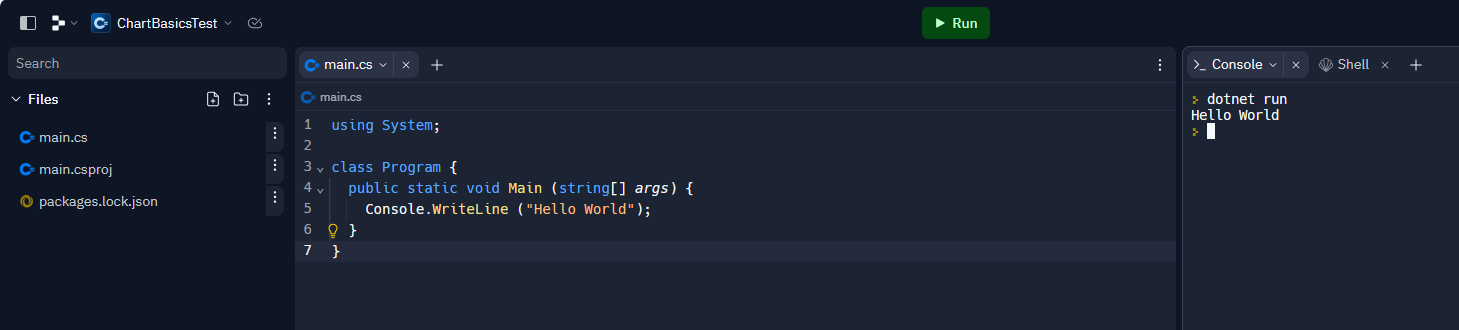 ChartBasicsTest
Run
Search
Files
main.cs
main.csproj
packages.lock.json
main.cs
main.cs
1 using System;
2
3 class Program {
4 public static void Main (string[] args) {
5 Console.WriteLine ("Hello World");
6 }
7 }
Console
Shell
dotnet run
Hello World